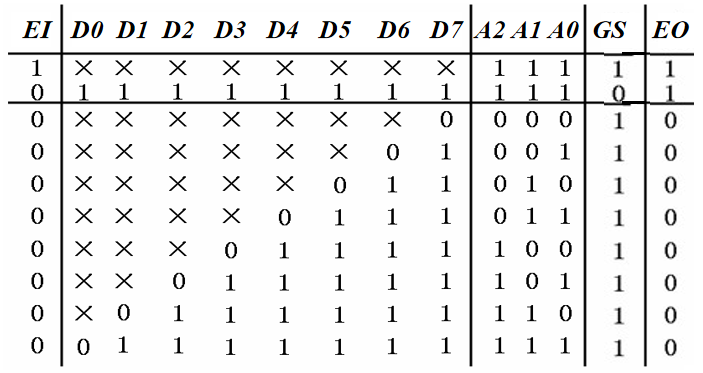 EI D0 D1 D2 D3 D4 D5 D6 D7 A2 A1 A0 GS EO
1 × × × × × × × × 1 1 1 1 1
0 1 1 1 1 1 1 1 1 1 1 1 0 1
0 × × × × × × × 0 0 0 0 1 0
0 × × × × × × 0 1 0 0 1 1 0
0 × × × × × 0 1 1 0 1 0 1 0
0 × × × × 0 1 1 1 0 1 1 1 0
0 × × × 0 1 1 1 1 1 0 0 1 0
0 × × 0 1 1 1 1 1 1 0 1 1 0
0 × 0 1 1 1 1 1 1 1 1 0 1 0
0 0 1 1 1 1 1 1 1 1 1 1 1 0